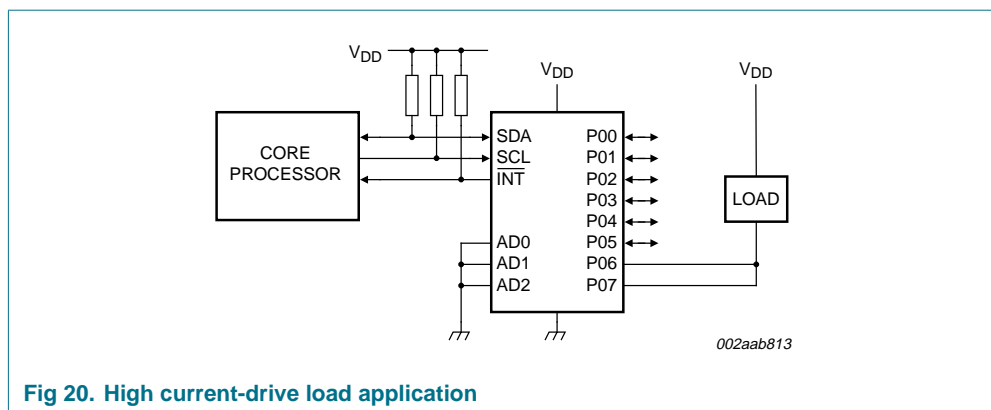 VDD
VDD
VDD
CORE
PROCESSOR
SDA
SCL
INT
AD0
AD1
AD2
P00
P01
P02
P03
P04
P05
P06
P07
LOAD
002aab813
Fig 20. High current-drive load application